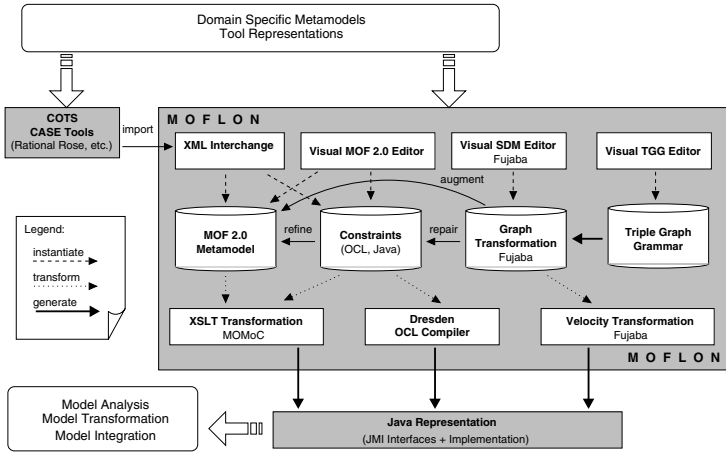 Domain Specific Metamodels
Tool Representations
COTS
CASE Tools
(Rational Rose, etc.)
import
M O F L O N
XML Interchange
Visual MOF 2.0 Editor
Visual SDM Editor
Fujaba
Visual TGG Editor
augment
MOF 2.0
Metamodel
refine
Constraints
(OCL, Java)
repair
Graph
Transformation
Fujaba
Triple Graph
Grammar
Legend:
instantiate
transform
generate
XSLT Transformation
MOMoC
Dresden
OCL Compiler
Velocity Transformation
Fujaba
M O F L O N
Model Analysis
Model Transformation
Model Integration
Java Representation
(JMI Interfaces + Implementation)